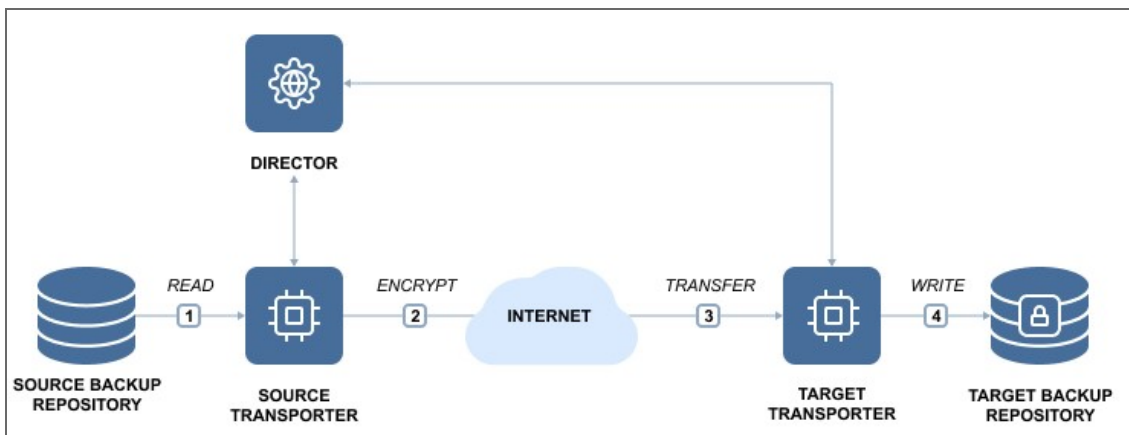 DIRECTOR
READ
1
ENCRYPT
2
INTERNET
TRANSFER
3
WRITE
4
SOURCE BACKUP
REPOSITORY
SOURCE
TRANSPORTER
TARGET
TRANSPORTER
TARGET BACKUP
REPOSITORY